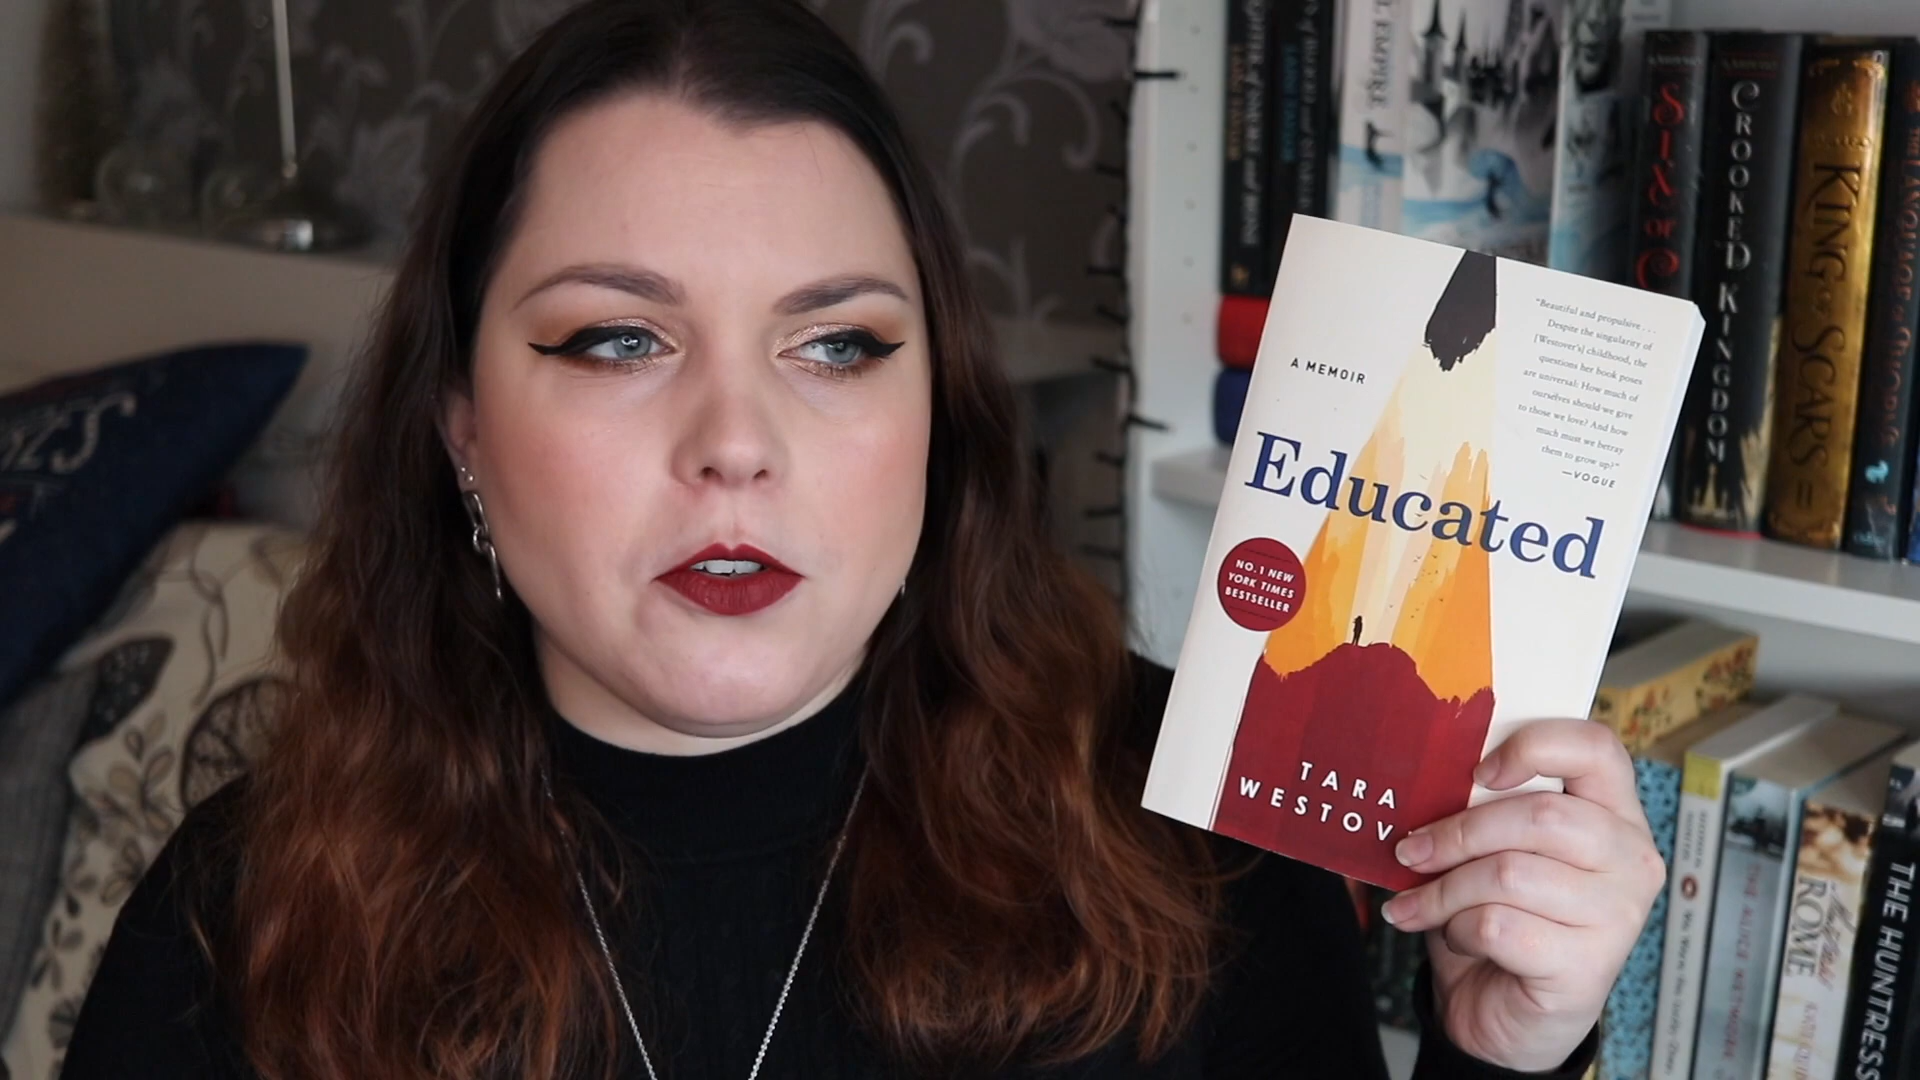 A MEMOIR
"Beautiful and propulsive . . .
Despite the singularity of
[Westover's] childhood, the
questions her book poses
are universal: How much of
ourselves should we give
to those we love? And how
much must we betray
them to grow up?"
—VOGUE
Educated
NO.1 NEW
YORK TIMES
BESTSELLER
TARA
WESTOV
EMPIRE
SIX OF C
CROOKED KINGDOM
KING OF SCARS
ROME
THE HUNTRESS